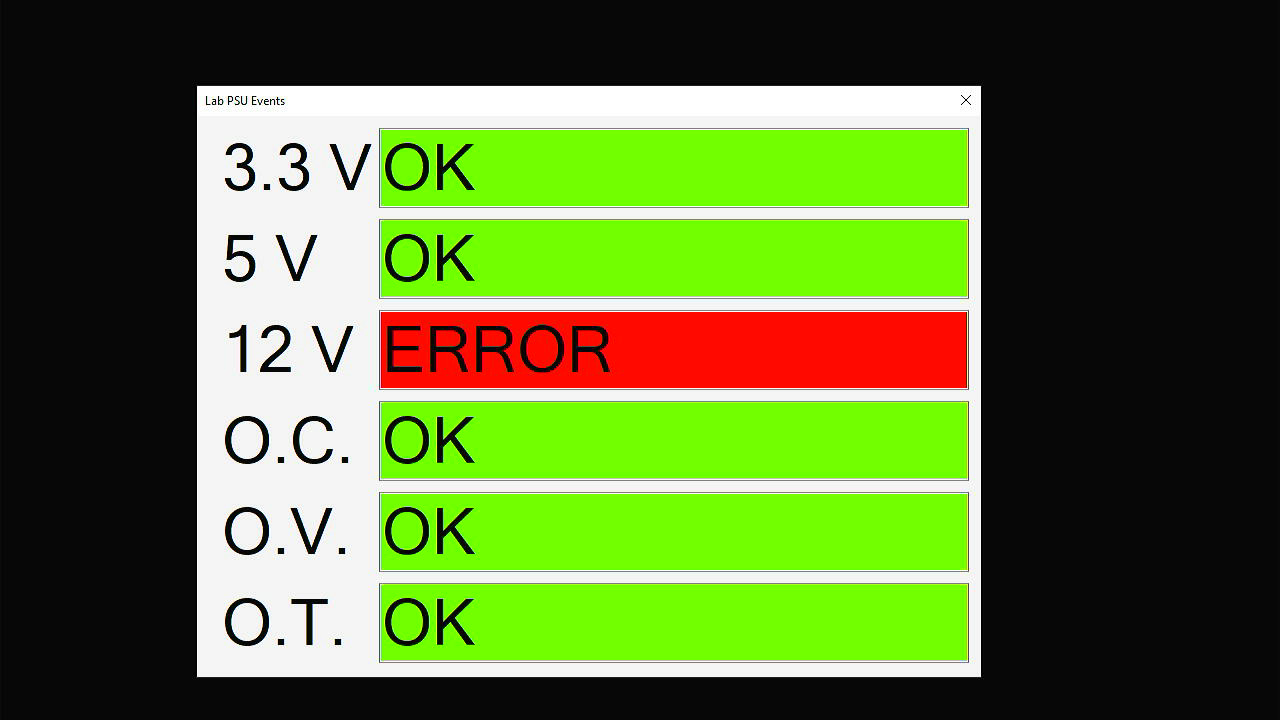 Lab PSU Events
3.3 V OK
5 V OK
12 V ERROR
O.C. OK
O.V. OK
O.T. OK